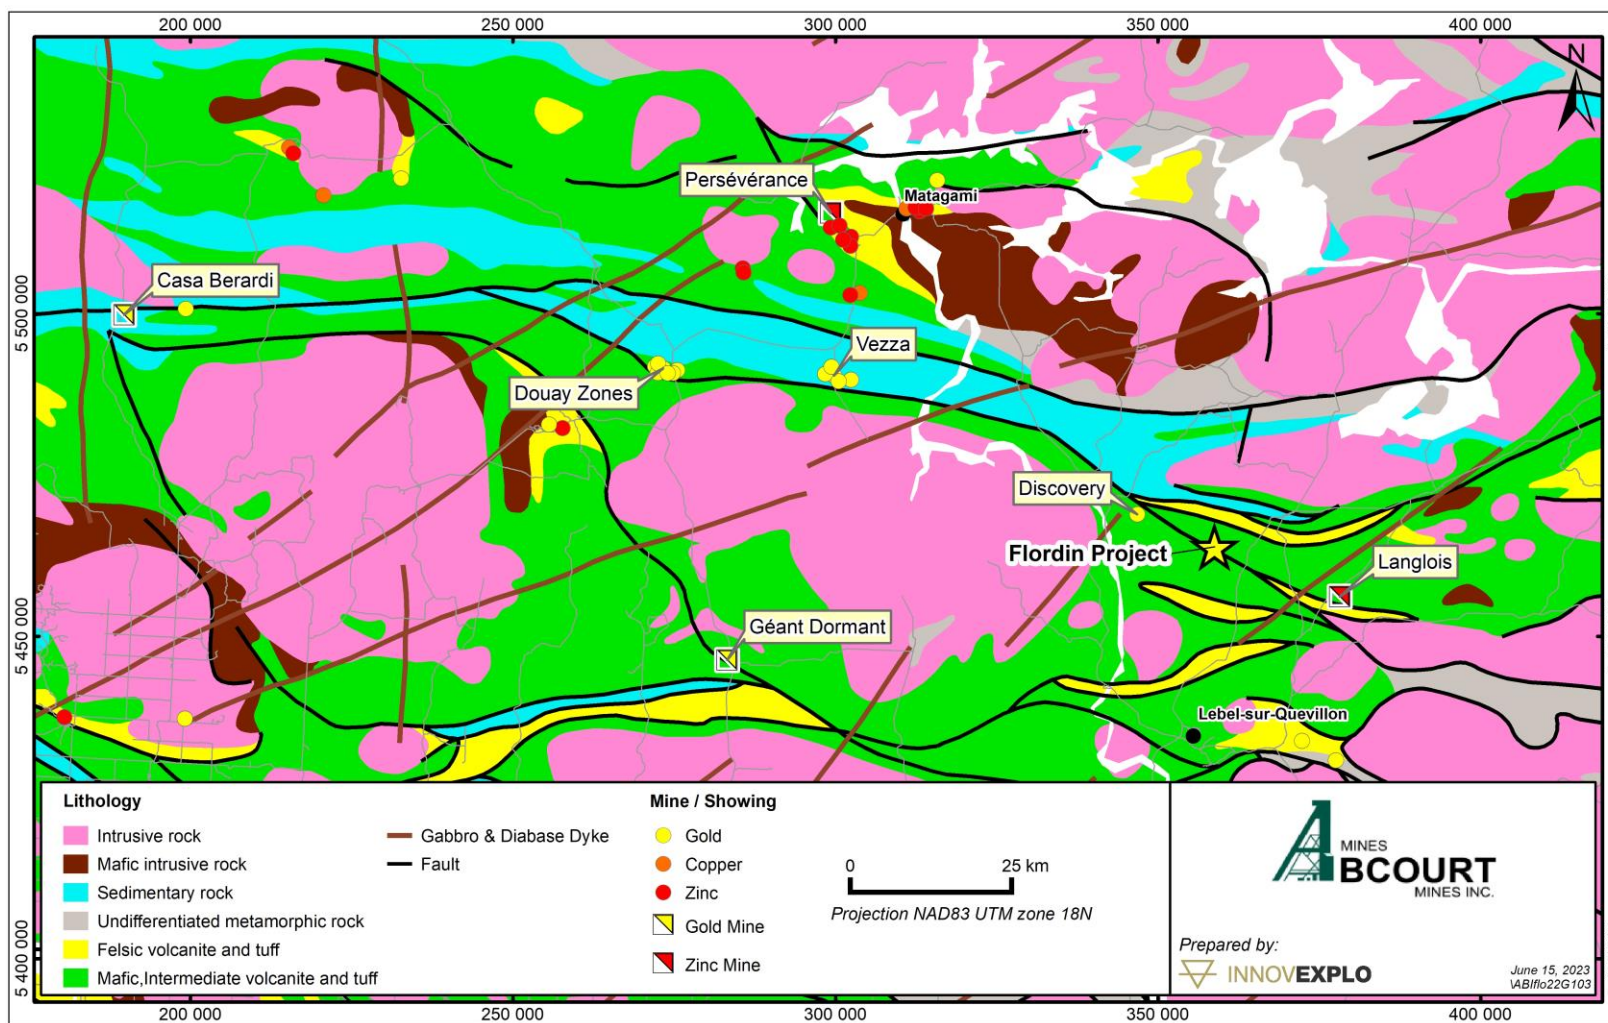 200 000
250 000
300 000
350 000
400 000
N
Persévérance
Matagami
Casa Berardi
5 500 000
Vezza
Douay Zones
Discovery
Flordin Project
Langlois
5 450 000
Géant Dormant
Lebel-sur-Quevillon
Lithology
Intrusive rock
Mafic intrusive rock
Sedimentary rock
Undifferentiated metamorphic rock
Felsic volcanite and tuff
Mafic,Intermediate volcanite and tuff
Gabbro & Diabase Dyke
Fault
Mine / Showing
Gold
Copper
Zinc
Gold Mine
Zinc Mine
0
25 km
Projection NAD83 UTM zone 18N
MINES
ABCOURT
MINES INC.
Prepared by:
INNOVEXPLO
June 15, 2023
\ABIflo22G103
5 400 000
200 000
250 000
300 000
350 000
400 000